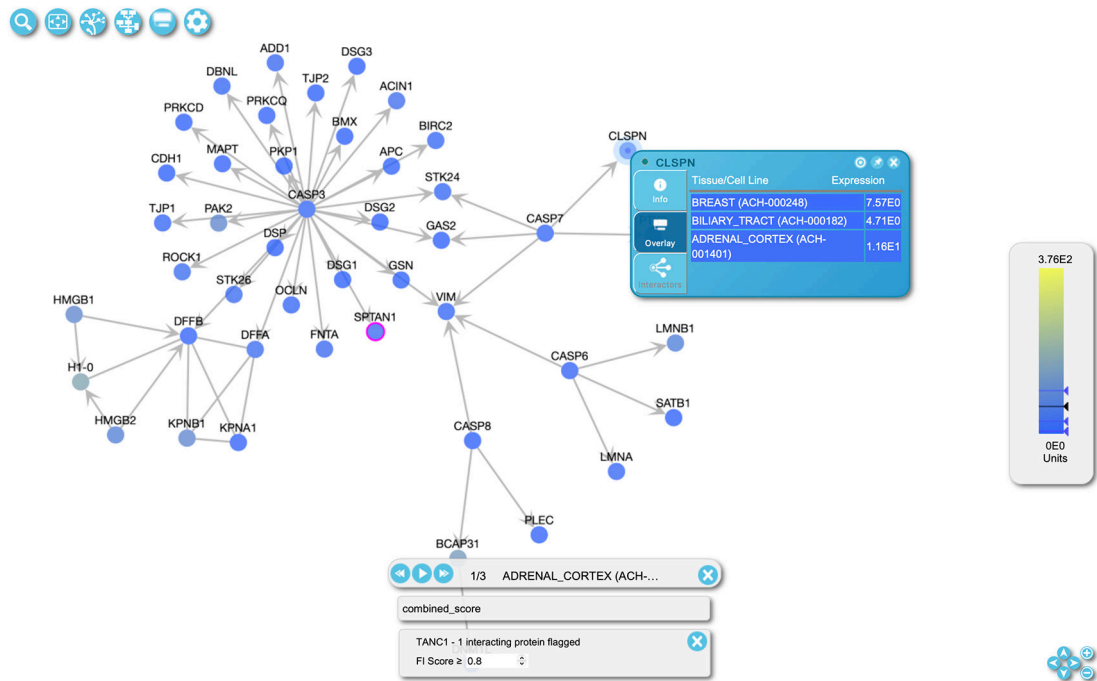 ADD1
DSG3
DBNL
TJP2
ACIN1
PRKCD
PRKCQ
BMX
BIRC2
CLSPN
MAPT
PKP1
APC
CDH1
STK24
CASP3
TJP1
PAK2
DSG2
GAS2
CASP7
DSP
ROCK1
DSG1
GSN
STK26
OCLN
VIM
HMGB1
SPTAN1
DFFB
DFFA
FNTA
LMNB1
CASP6
H1-0
SATB1
HMGB2
KPNB1
KPNA1
CASP8
LMNA
PLEC
BCAP31
CLSPN
Info
Overlay
Interactors
Tissue/Cell Line Expression
BREAST (ACH-000248) 7.57E0
BILIARY_TRACT (ACH-000182) 4.71E0
ADRENAL_CORTEX (ACH-
001401) 1.16E1
3.76E2
0E0
Units
1/3 ADRENAL_CORTEX (ACH-...
combined_score
TANC1 - 1 interacting protein flagged
FI Score ≥ 0.8